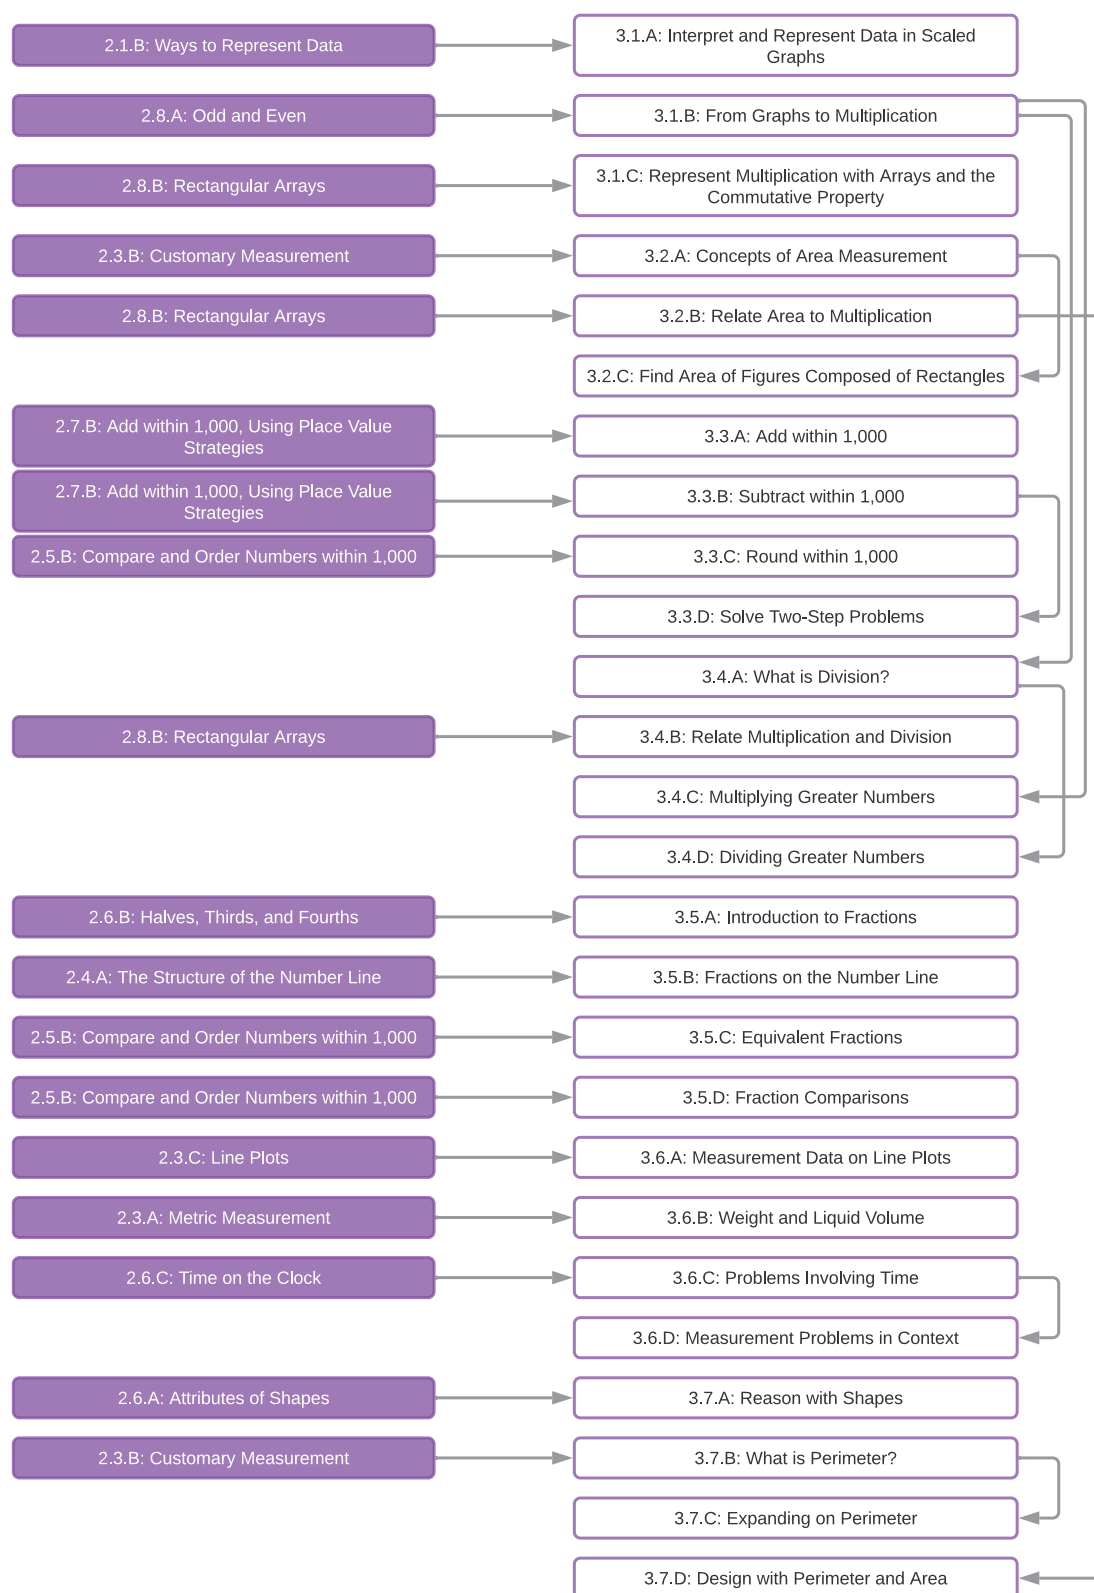 2.1.B: Ways to Represent Data
3.1.A: Interpret and Represent Data in Scaled
Graphs
2.8.A: Odd and Even
3.1.B: From Graphs to Multiplication
2.8.B: Rectangular Arrays
3.1.C: Represent Multiplication with Arrays and the
Commutative Property
2.3.B: Customary Measurement
3.2.A: Concepts of Area Measurement
2.8.B: Rectangular Arrays
3.2.B: Relate Area to Multiplication
3.2.C: Find Area of Figures Composed of Rectangles
2.7.B: Add within 1,000, Using Place Value
Strategies
3.3.A: Add within 1,000
2.7.B: Add within 1,000, Using Place Value
Strategies
3.3.B: Subtract within 1,000
2.5.B: Compare and Order Numbers within 1,000
3.3.C: Round within 1,000
3.3.D: Solve Two-Step Problems
3.4.A: What is Division?
2.8.B: Rectangular Arrays
3.4.B: Relate Multiplication and Division
3.4.C: Multiplying Greater Numbers
3.4.D: Dividing Greater Numbers
2.6.B: Halves, Thirds, and Fourths
3.5.A: Introduction to Fractions
2.4.A: The Structure of the Number Line
3.5.B: Fractions on the Number Line
2.5.B: Compare and Order Numbers within 1,000
3.5.C: Equivalent Fractions
2.5.B: Compare and Order Numbers within 1,000
3.5.D: Fraction Comparisons
2.3.C: Line Plots
3.6.A: Measurement Data on Line Plots
2.3.A: Metric Measurement
3.6.B: Weight and Liquid Volume
2.6.C: Time on the Clock
3.6.C: Problems Involving Time
3.6.D: Measurement Problems in Context
2.6.A: Attributes of Shapes
3.7.A: Reason with Shapes
2.3.B: Customary Measurement
3.7.B: What is Perimeter?
3.7.C: Expanding on Perimeter
3.7.D: Design with Perimeter and Area